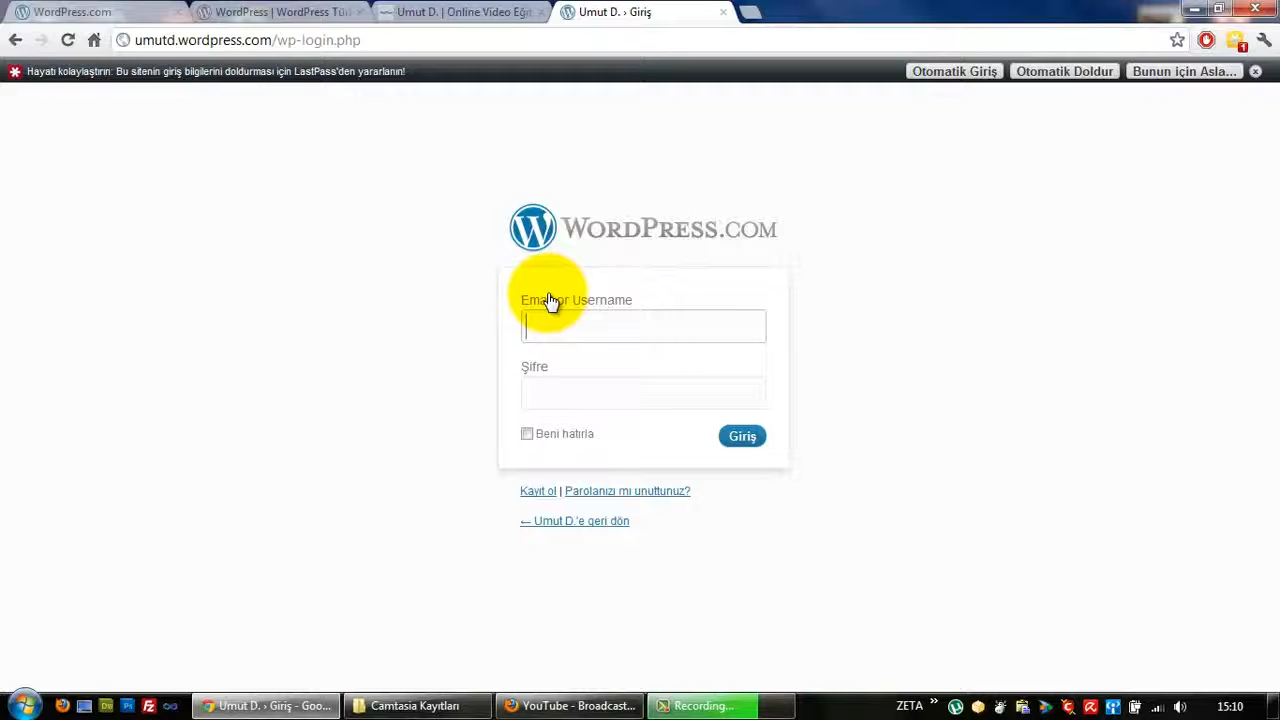 WordPress.com
WordPress | WordPress Türk
Umut D. | Online Video Eğit
Umut D. › Giriş
umutd.wordpress.com/wp-login.php
1
Hayatı kolaylaştırın: Bu sitenin giriş bilgilerini doldurması için LastPass'den yararlanın!
Otomatik Giriş
Otomatik Doldur
Bunun için Asla...
W WORDPRESS.COM
Email or Username
Şifre
Beni hatırla
Giriş
Kayıt ol | Parolanızı mı unuttunuz?
← Umut D.'e geri dön
Umut D. › Giriş - Goo...
Camtasia Kayıtları
YouTube - Broadcast...
Recording...
ZETA
15:10